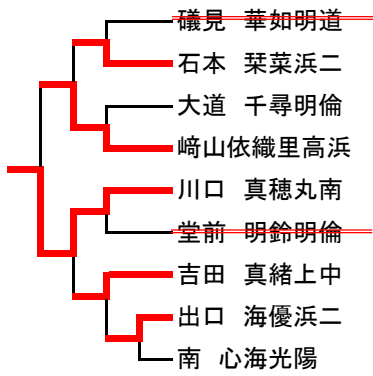 礒見 華如明道
石本 栞菜浜二
大道 千尋明倫
﨑山依織里高浜
川口 真穂丸南
堂前 明鈴明倫
吉田 真緒上中
出口 海優浜二
南 心海光陽